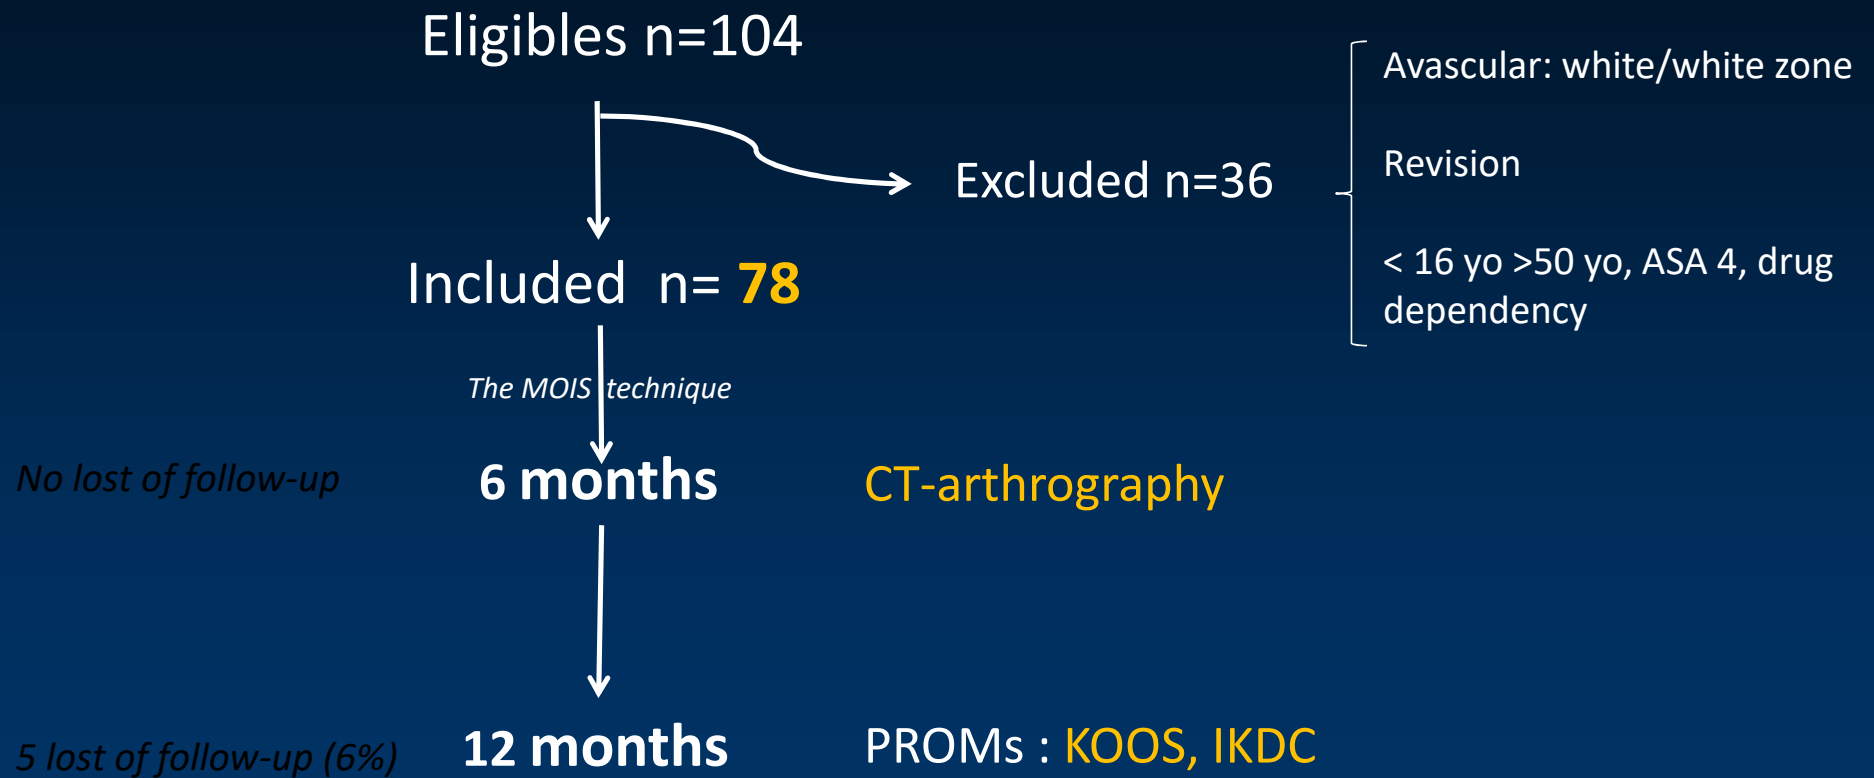 Eligibles n=104
Avascular: white/white zone
Revision
Excluded n=36
< 16 yo >50 yo, ASA 4, drug
dependency
Included n= 78
The MOIS technique
No lost of follow-up
6 months
CT-arthrography
5 lost of follow-up (6%)
12 months
PROMs : KOOS, IKDC